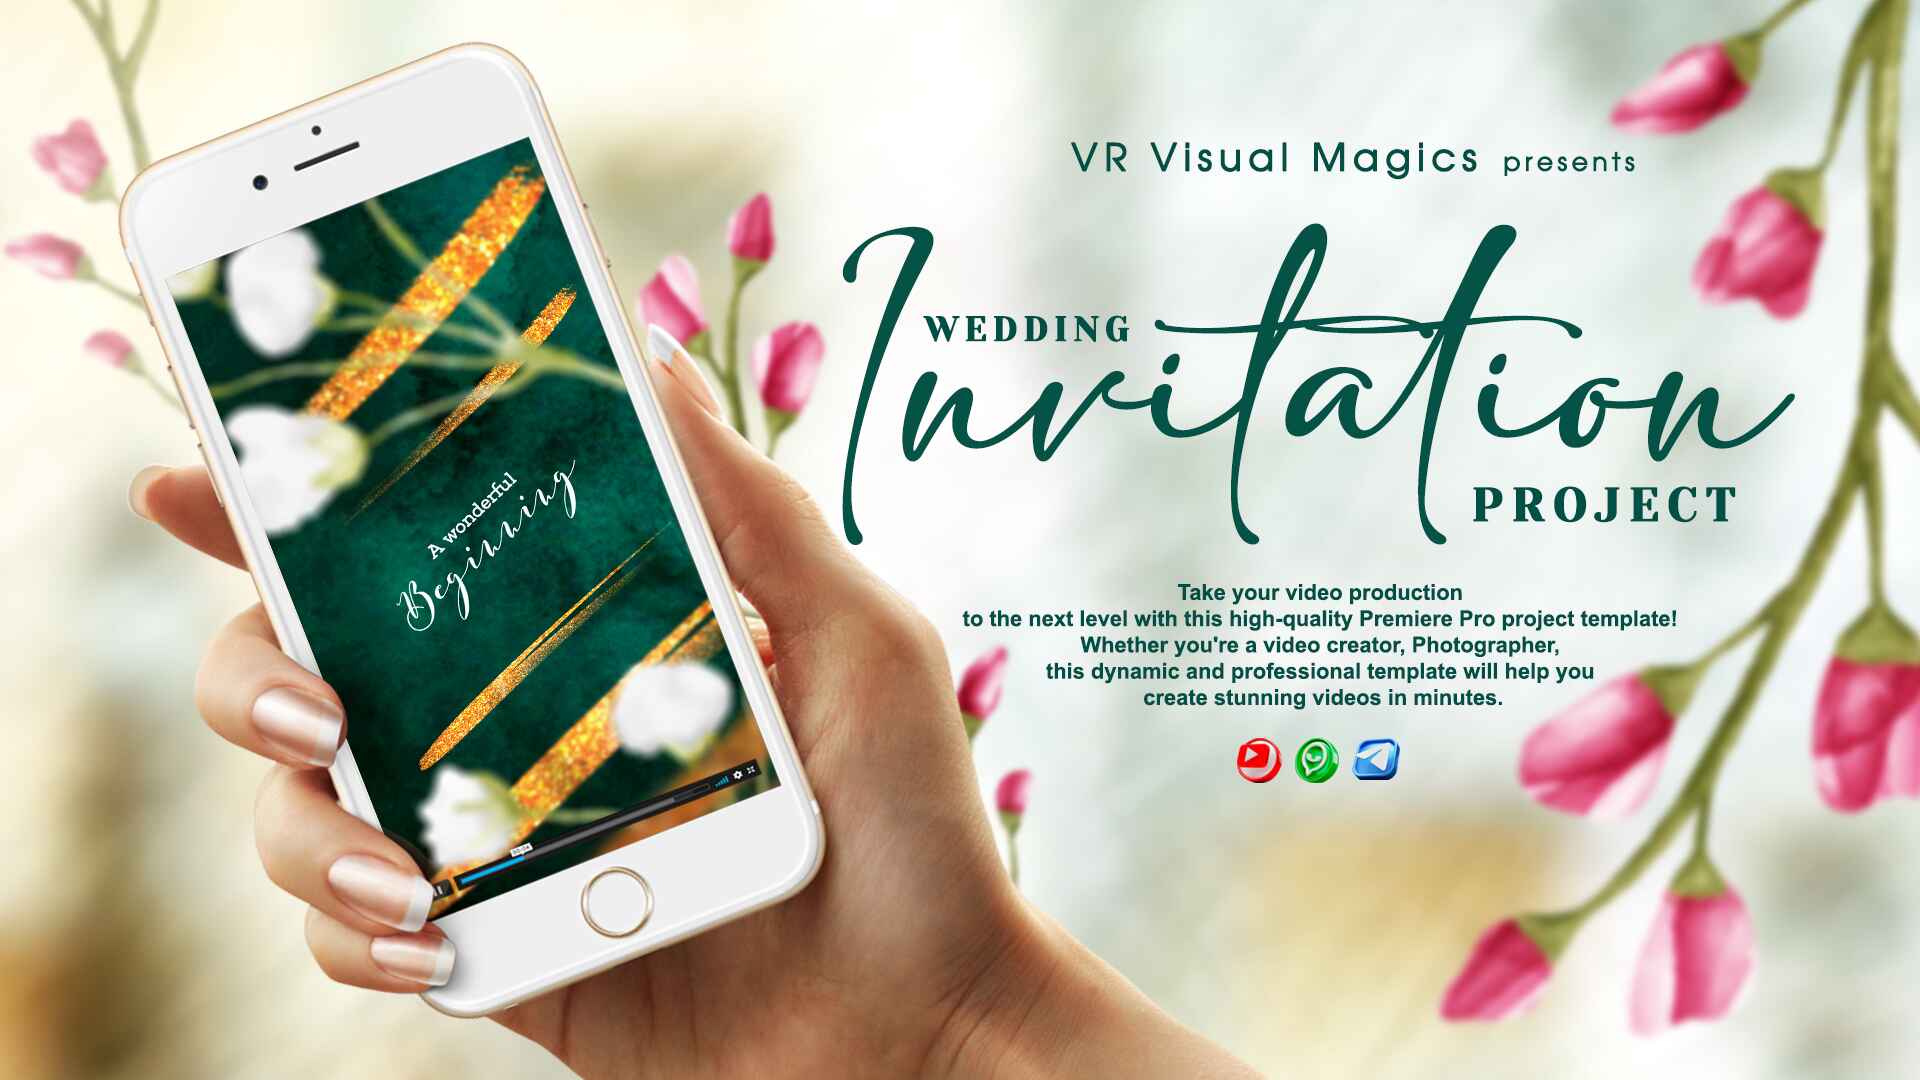 VR Visual Magics presents
WEDDING
Invitation
PROJECT
Take your video production
to the next level with this high-quality Premiere Pro project template!
Whether you're a video creator, Photographer,
this dynamic and professional template will help you
create stunning videos in minutes.
A wonderful
Beginning